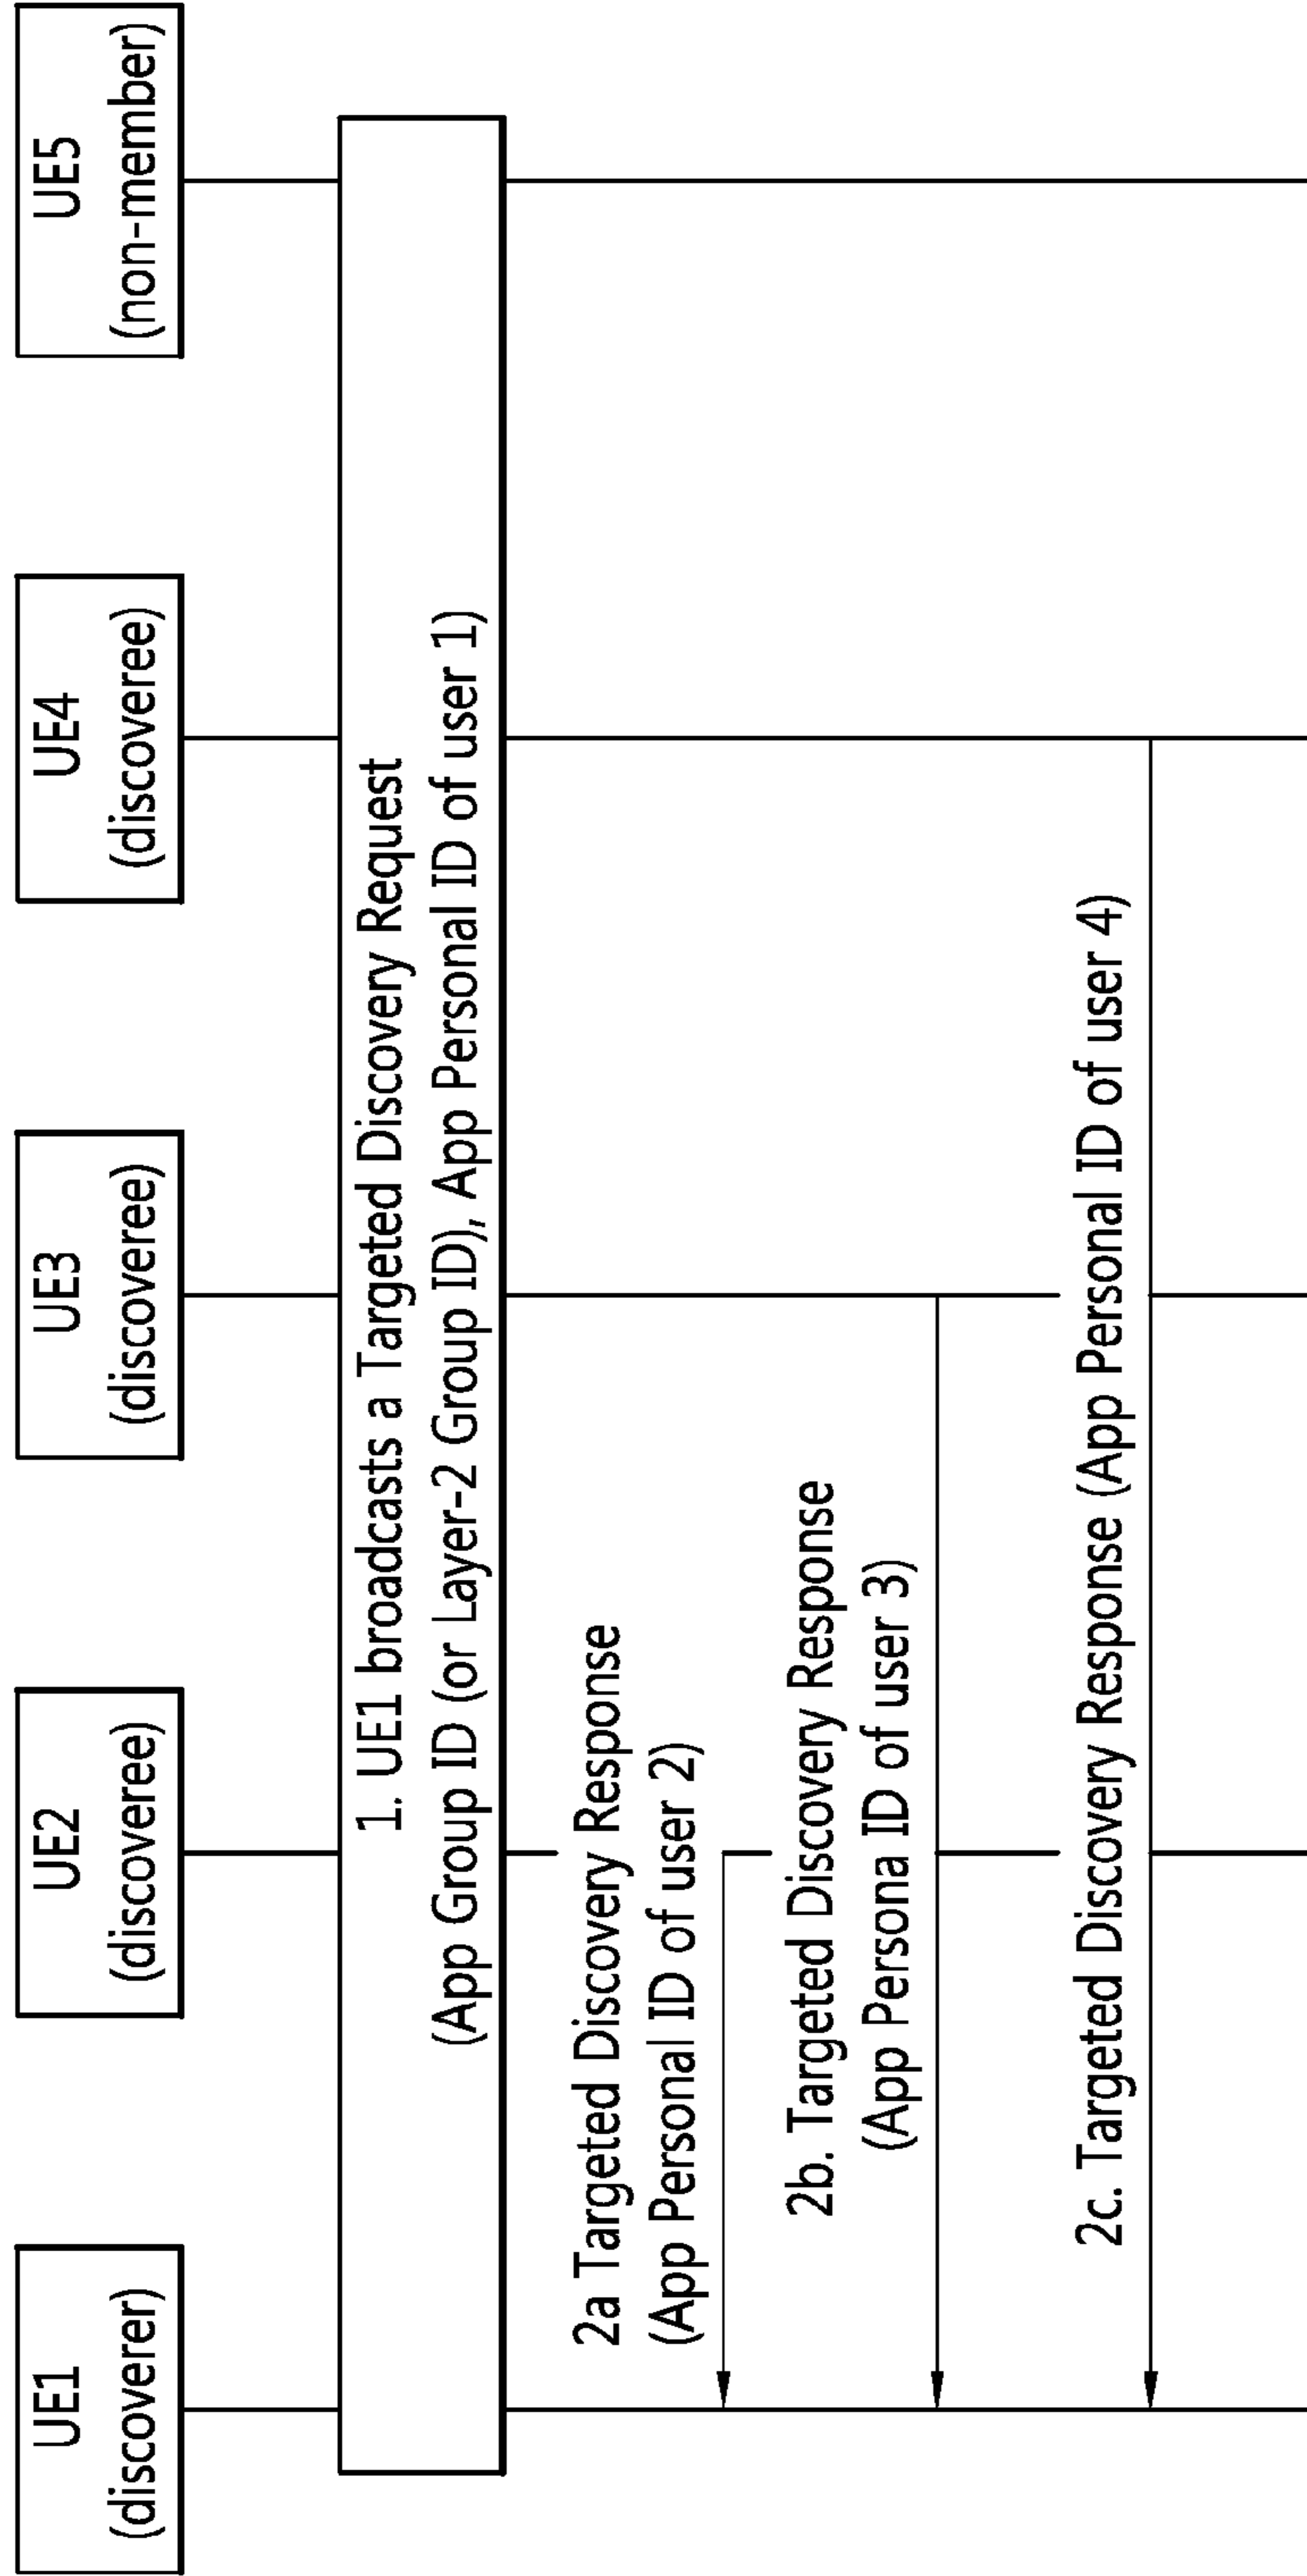 UE1
(discoverer)
UE2
(discoveree)
UE3
(discoveree)
UE4
(discoveree)
UE5
(non-member)
1. UE1 broadcasts a Targeted Discovery Request
(App Group ID (or Layer-2 Group ID), App Personal ID of user 1)
2a Targeted Discovery Response
(App Personal ID of user 2)
2b. Targeted Discovery Response
(App Persona ID of user 3)
2c. Targeted Discovery Response (App Personal ID of user 4)